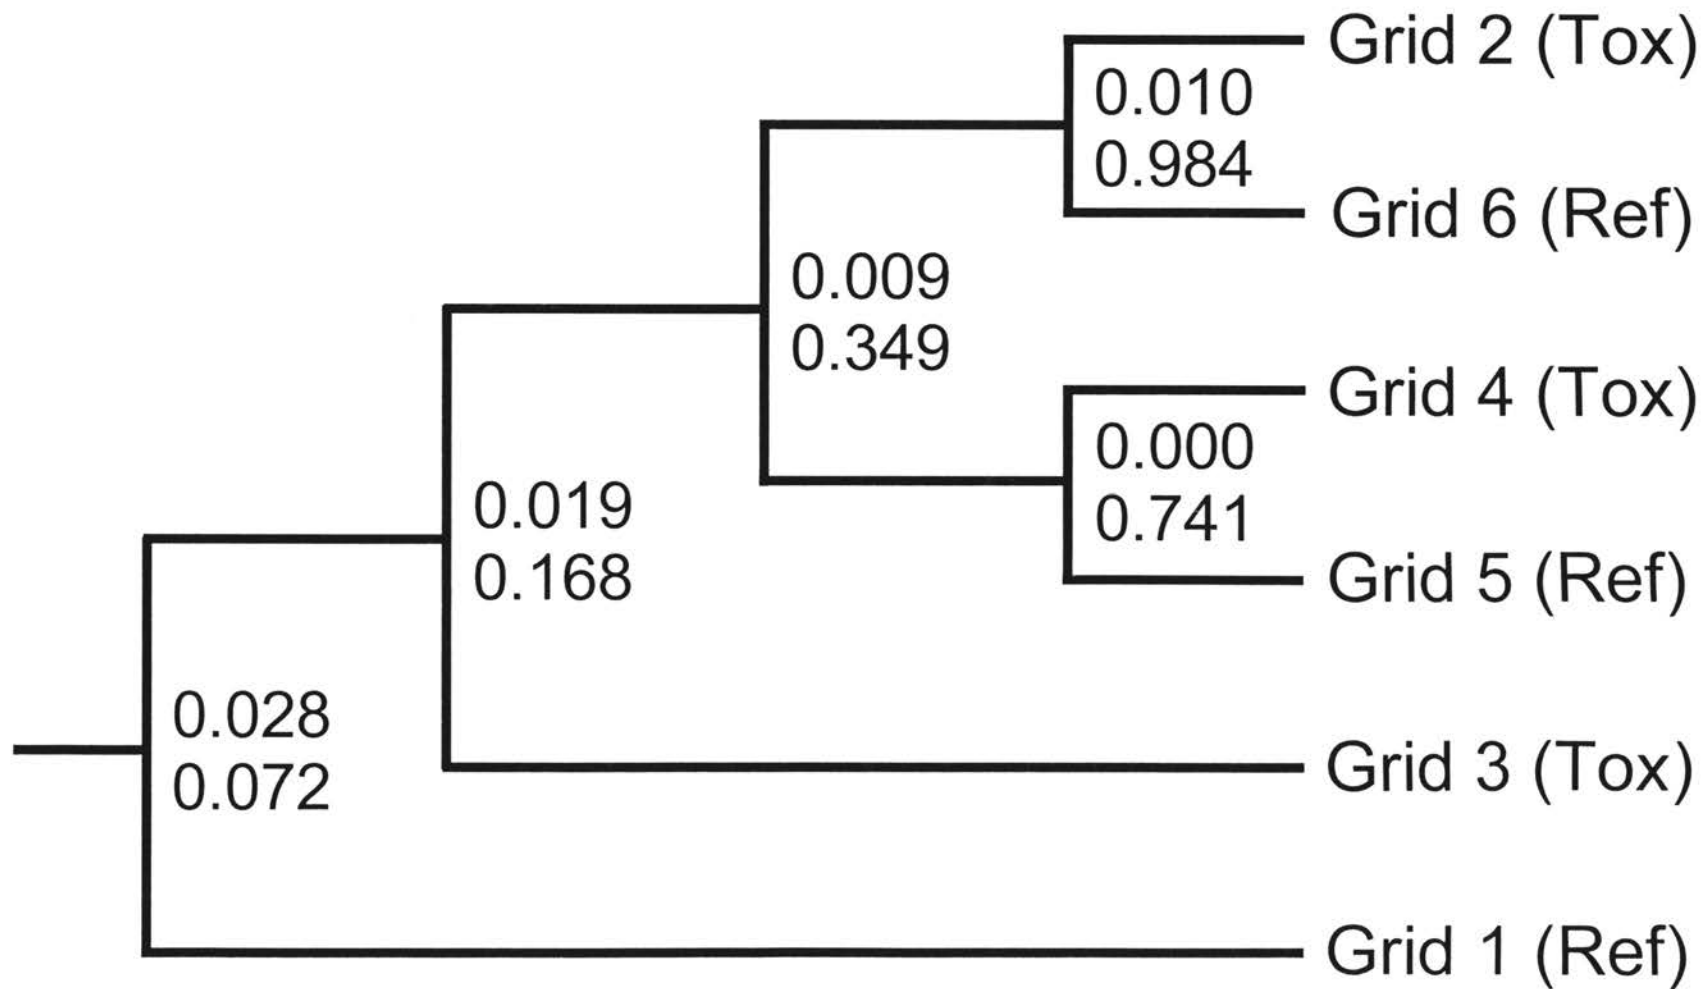 Grid 2 (Tox)
0.010
0.984
Grid 6 (Ref)
0.009
0.349
Grid 4 (Tox)
0.000
0.741
Grid 5 (Ref)
0.019
0.168
0.028
0.072
Grid 3 (Tox)
Grid 1 (Ref)